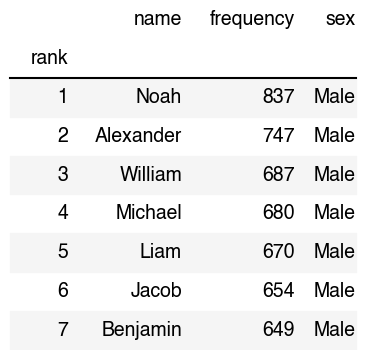 name frequency sex
rank
1 Noah 837 Male
2 Alexander 747 Male
3 William 687 Male
4 Michael 680 Male
5 Liam 670 Male
6 Jacob 654 Male
7 Benjamin 649 Male